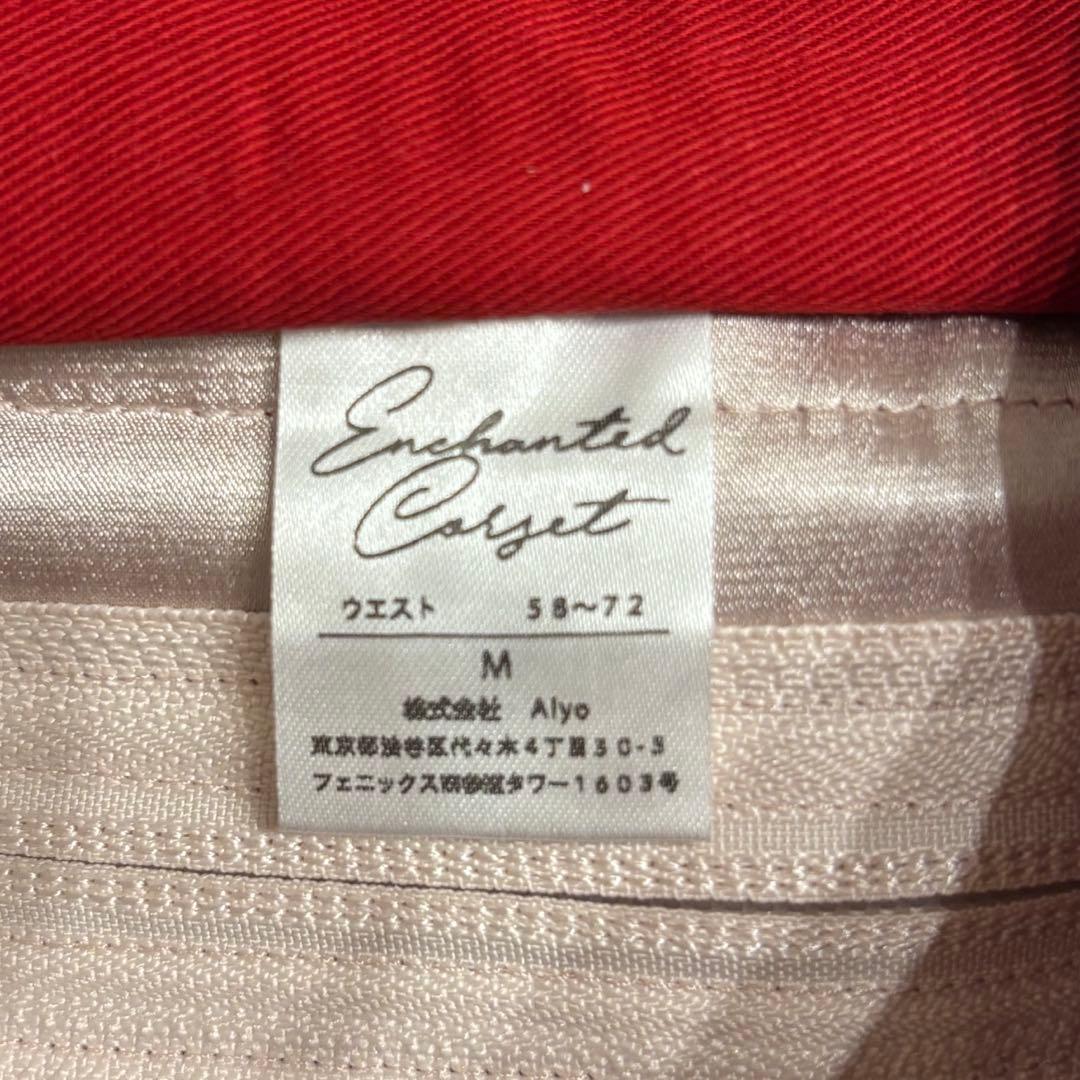 Enchanted
Corset
ウエスト 58〜72
M
株式会社 Alyo
東京都渋谷区代々木4丁目30-3
フェニックス西参道タワー1603号